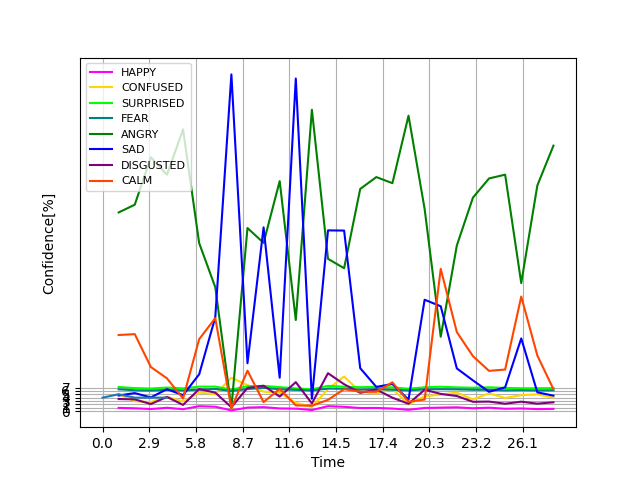 HAPPY
CONFUSED
SURPRISED
FEAR
ANGRY
SAD
DISGUSTED
CALM
Confidence[%]
0.0 2.9 5.8 8.7 11.6 14.5 17.4 20.3 23.2 26.1
Time